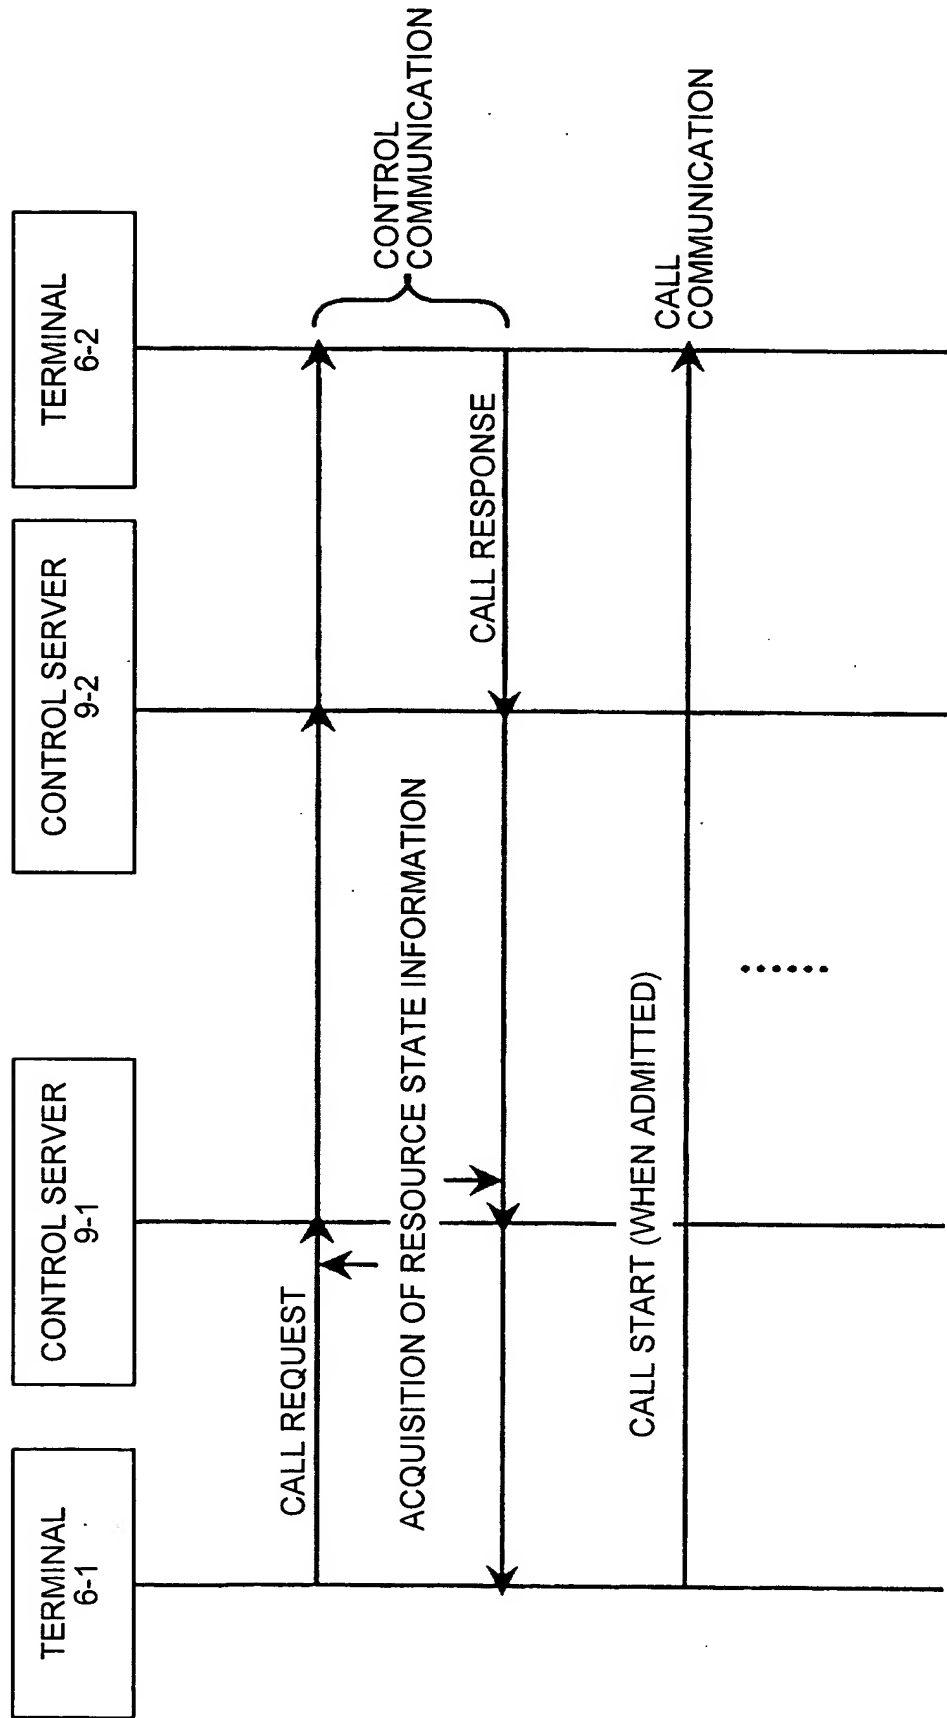 TERMINAL
6-1
CONTROL SERVER
9-1
CONTROL SERVER
9-2
TERMINAL
6-2
CALL REQUEST
CONTROL
COMMUNICATION
ACQUISITION OF RESOURCE STATE INFORMATION
CALL RESPONSE
CALL START (WHEN ADMITTED)
CALL
COMMUNICATION